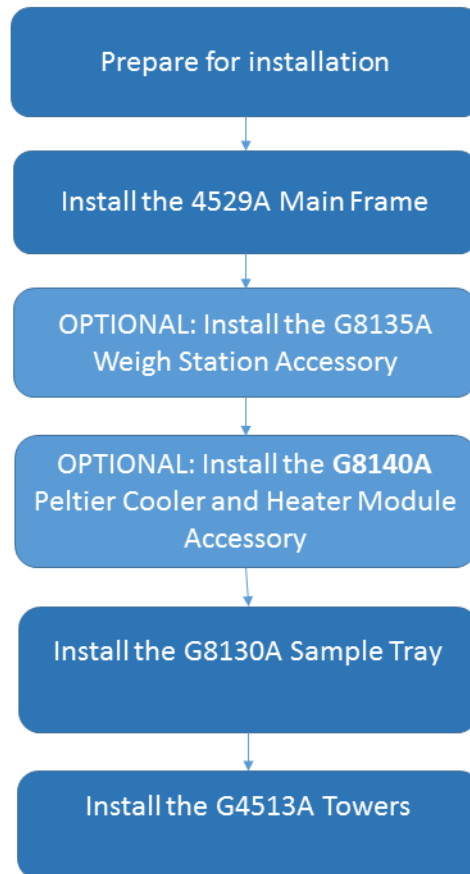 Prepare for installation
Install the 4529A Main Frame
OPTIONAL: Install the G8135A
Weigh Station Accessory
OPTIONAL: Install the G8140A
Peltier Cooler and Heater Module
Accessory
Install the G8130A Sample Tray
Install the G4513A Towers